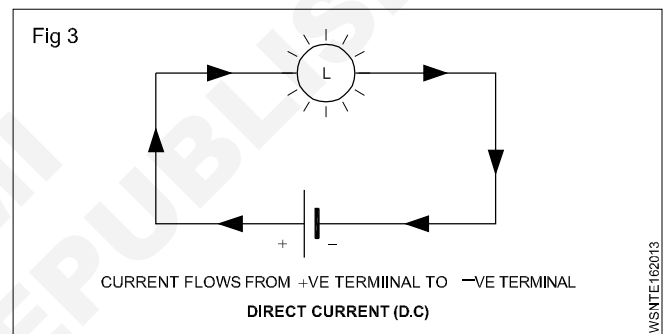 Fig 3
L
+ −
CURRENT FLOWS FROM +VE TERMIINAL TO −VE TERMINAL
DIRECT CURRENT (D.C)
WSNTE162013